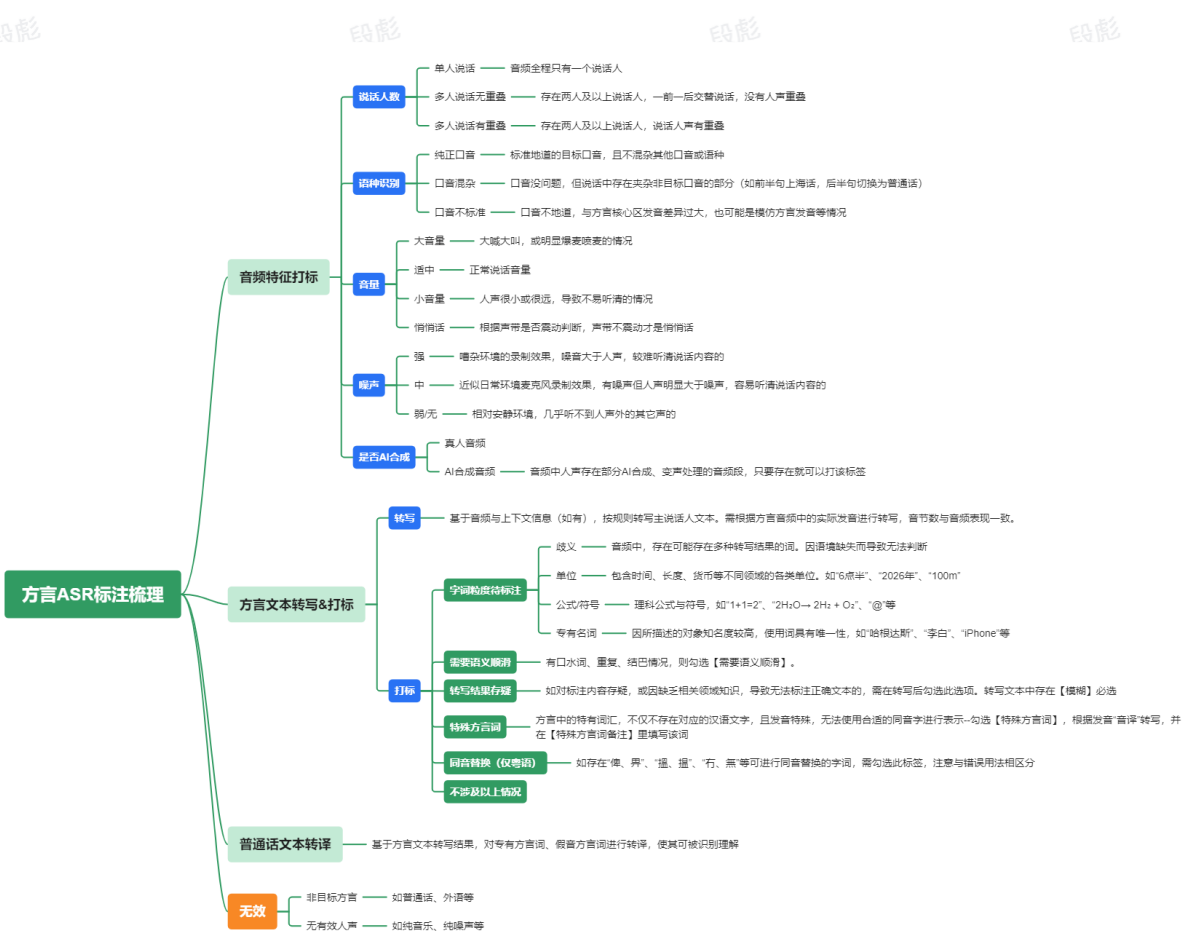 段彪
段彪
段彪
段彪
方言ASR标注梳理
音频特征打标
说话人数
单人说话
音频全程只有一个说话人
多人说话无重叠
存在两人及以上说话人，一前一后交替说话，没有人声重叠
多人说话有重叠
存在两人及以上说话人，说话人声有重叠
语种识别
纯正口音
标准地道的目标口音，且不混杂其他口音或语种
口音混杂
口音没问题，但说话中存在夹杂非目标口音的部分（如前半句上海话，后半句切换为普通话）
口音不标准
口音不地道，与方言核心区发音差异过大，也可能是模仿方言发音等情况
音量
大音量
大喊大叫，或明显爆麦喷麦的情况
适中
正常说话音量
小音量
人声很小或很远，导致不易听清的情况
悄悄话
根据声带是否震动判断，声带不震动才是悄悄话
噪声
强
嘈杂环境的录制效果，噪音大于人声，较难听清说话内容的
中
近似日常环境麦克风录制效果，有噪声但人声明显大于噪声，容易听清说话内容的
弱/无
相对安静环境，几乎听不到人声外的其它声的
是否AI合成
真人音频
AI合成音频
音频中人声存在部分AI合成、变声处理的音频段，只要存在就可以打该标签
方言文本转写&打标
转写
基于音频与上下文信息（如有），按规则转写主说话人文本。需根据方言音频中的实际发音进行转写，音节数与音频表现一致。
打标
字词粒度待标注
歧义
音频中，存在可能存在多种转写结果的词。因语境缺失而导致无法判断
单位
包含时间、长度、货币等不同领域的各类单位。如“6点半”、“2026年”、“100m”
公式/符号
理科公式与符号，如“1+1=2”、“2H₂O→ 2H₂ + O₂”、“@”等
专有名词
因所描述的对象知名度较高，使用词具有唯一性，如“哈根达斯”、“李白”、“iPhone”等
需要语义顺滑
有口水词、重复、结巴情况，则勾选【需要语义顺滑】。
转写结果存疑
如对标注内容存疑，或因缺乏相关领域知识，导致无法标注正确文本的，需在转写后勾选此选项。转写文本中存在【模糊】必选
特殊方言词
方言中的特有词汇，不仅不存在对应的汉语文字，且发音特殊，无法使用合适的同音字进行表示--勾选【特殊方言词】，根据发音“音译”转写，并
在【特殊方言词备注】里填写该词
同音替换（仅粤语）
如存在“俾、畀”、“搵、揾”、“冇、無”等可进行同音替换的字词，需勾选此标签，注意与错误用法相区分
不涉及以上情况
普通话文本转译
基于方言文本转写结果，对专有方言词、假音方言词进行转译，使其可被识别理解
无效
非目标方言
如普通话、外语等
无有效人声
如纯音乐、纯噪声等